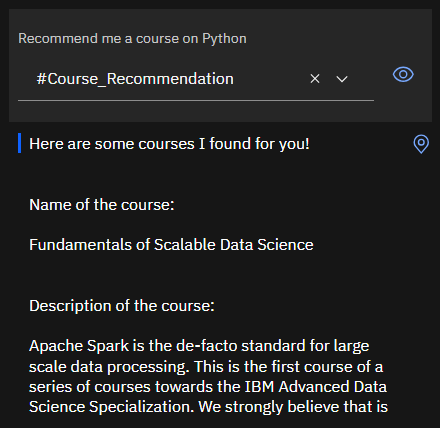 Recommend me a course on Python
#Course_Recommendation
Here are some courses I found for you!
Name of the course:
Fundamentals of Scalable Data Science
Description of the course:
Apache Spark is the de-facto standard for large
scale data processing. This is the first course of a
series of courses towards the IBM Advanced Data
Science Specialization. We strongly believe that is